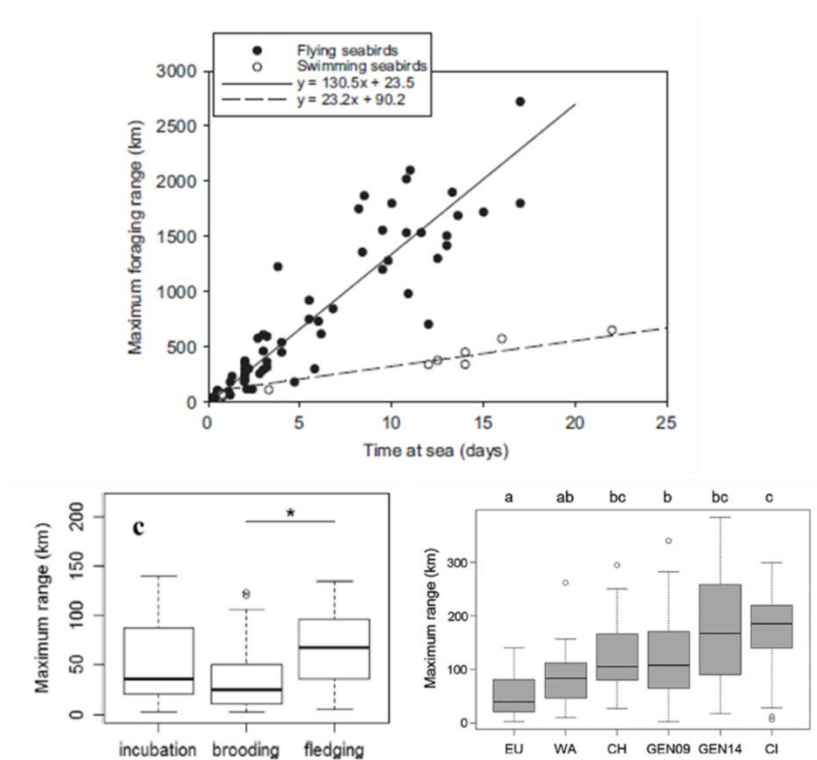 Flying seabirds
Swimming seabirds
y = 130.5x + 23.5
y = 23.2x + 90.2
Maximum foraging range (km)
3000
2500
2000
1500
1000
500
0
0 5 10 15 20 25
Time at sea (days)
c
*
Maximum range (km)
200
150
100
50
0
incubation brooding fledging
a ab bc b bc c
Maximum range (km)
300
200
100
0
EU WA CH GEN09 GEN14 CI